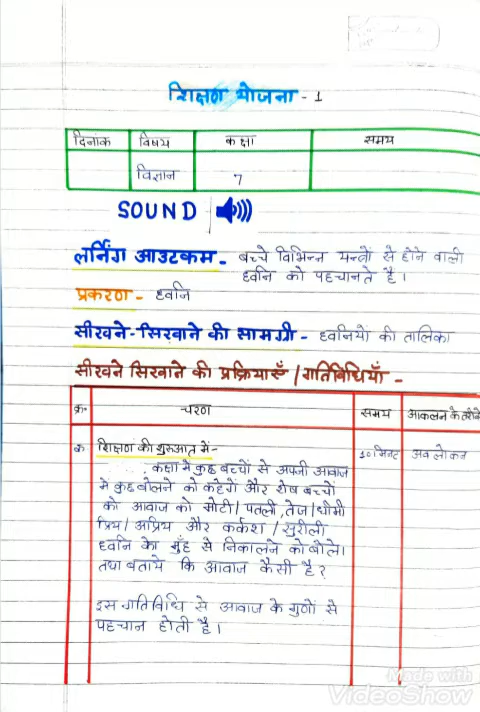 शिक्षण योजना - 1
दिनांक विषय कक्षा समय
विज्ञान 7
SOUND
लर्निंग आउटकम - बच्चे विभिन्न यन्त्रों से होने वाली
ध्वनि को पहचानते है।
प्रकरण - ध्वनि
सीखने-सिखाने की सामग्री - ध्वनियों की तालिका
सीखने सिखाने की प्रक्रियाएँ / गतिविधियाँ -
क्र० चरण समय आकलन के तरीके
क शिक्षण की शुरुआत में- 10 मिनट अवलोकन
कक्षा में कुछ बच्चों से अपनी आवाज
में कुछ बोलने को कहेगें और शेष बच्चों
को आवाज को मोटी / पतली, तेज / धीमी
प्रिय / अप्रिय और कर्कश / सुरीली
ध्वनि को मुँह से निकालने को बोले।
तथा बताये कि आवाज कैसी है?
इस गतिविधि से आवाज के गुणों से
पहचान होती है।
Made with
VideoShow